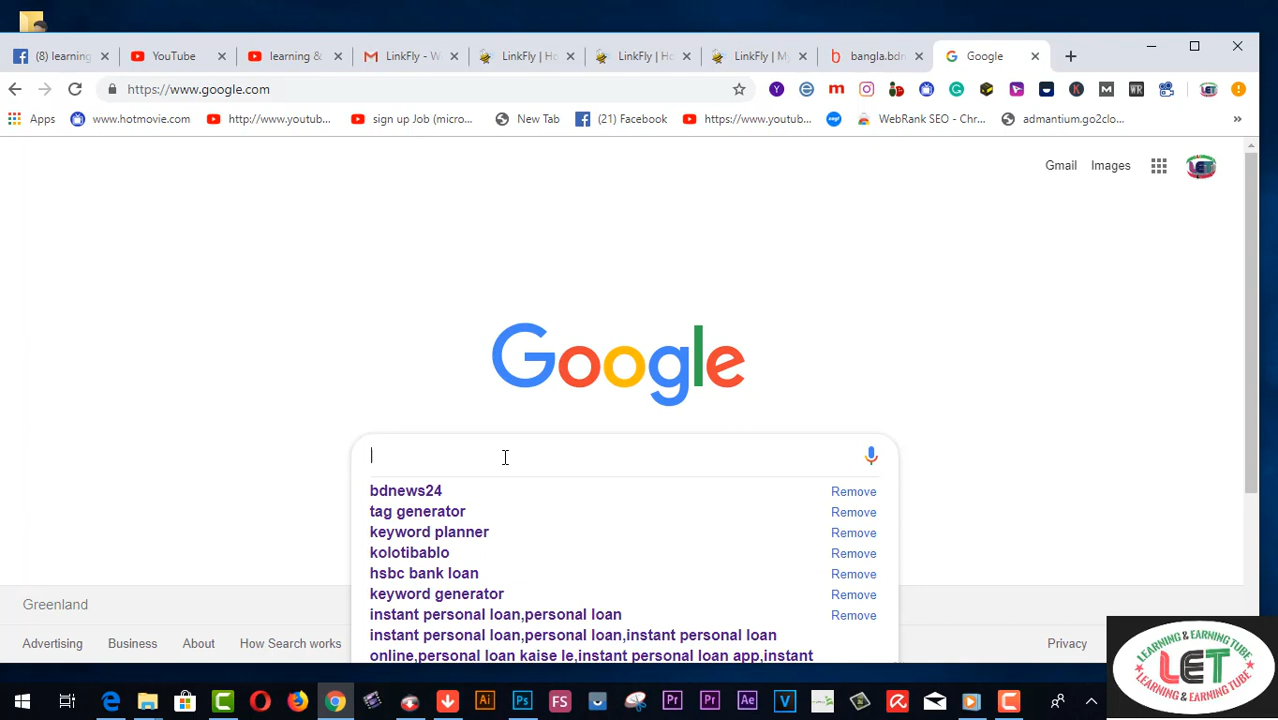 (8) learning
YouTube
learning &
LinkFly - W
LinkFly | Ho
LinkFly | Ho
LinkFly | My
bangla.bdn
Google
https://www.google.com
Apps
www.hotmovie.com
http://www.youtub...
sign up Job (micro...
New Tab
(21) Facebook
https://www.youtub...
WebRank SEO - Chr...
admantium.go2clo...
»
Gmail
Images
LET
Google
bdnews24
Remove
tag generator
Remove
keyword planner
Remove
kolotibablo
Remove
hsbc bank loan
Remove
keyword generator
Remove
instant personal loan,personal loan
Remove
instant personal loan,personal loan,instant personal loan
online,personal loan kaise le,instant personal loan app,instant
Greenland
Advertising
Business
About
How Search works
Privacy
LEARNING & EARNING TUBE
LET
LEARNING & EARNING TUBE